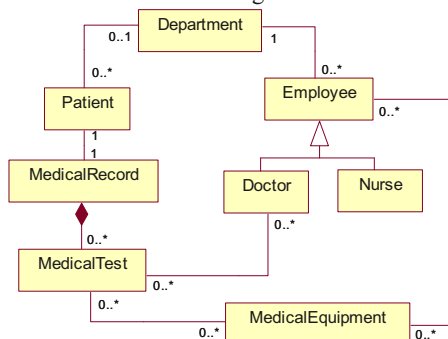 Department
0..1
1
0..*
0..*
Patient
Employee
0..*
1
1
MedicalRecord
Doctor
Nurse
0..*
0..*
MedicalTest
0..*
0..*
0..*
MedicalEquipment
0..*